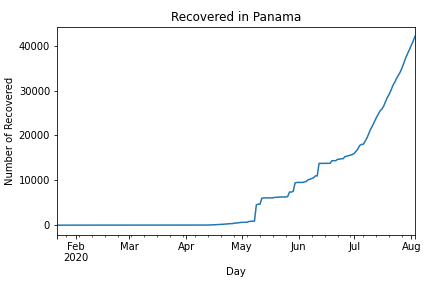 Recovered in Panama
Number of Recovered
40000
30000
20000
10000
0
Feb
2020
Mar
Apr
May
Jun
Jul
Aug
Day